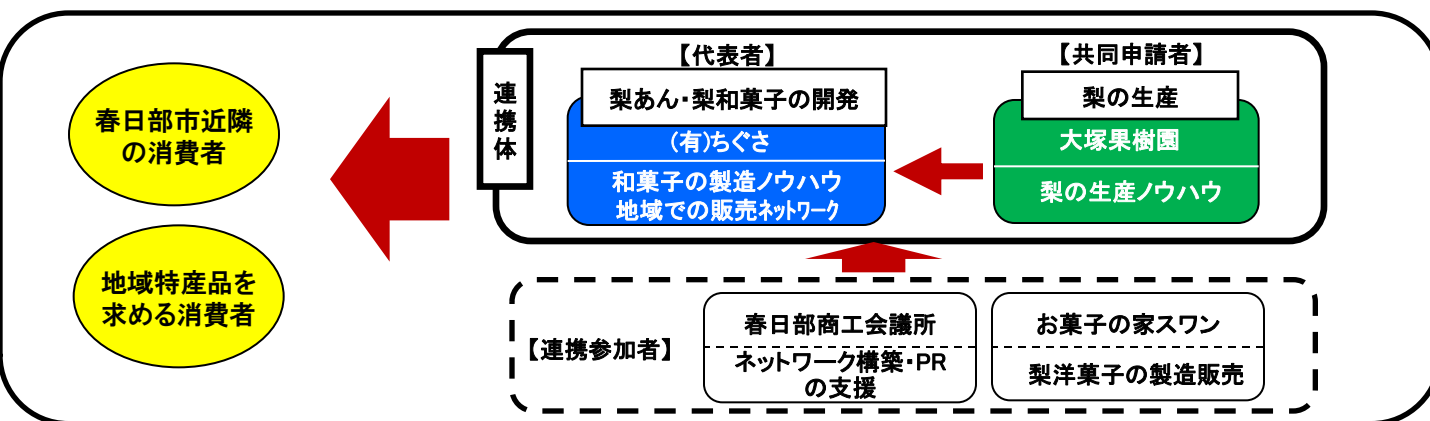 春日部市近隣
の消費者
地域特産品を
求める消費者
連携体
【代表者】
梨あん・梨和菓子の開発
(有)ちぐさ
和菓子の製造ノウハウ
地域での販売ネットワーク
【共同申請者】
梨の生産
大塚果樹園
梨の生産ノウハウ
【連携参加者】
春日部商工会議所
ネットワーク構築・PR
の支援
お菓子の家スワン
梨洋菓子の製造販売